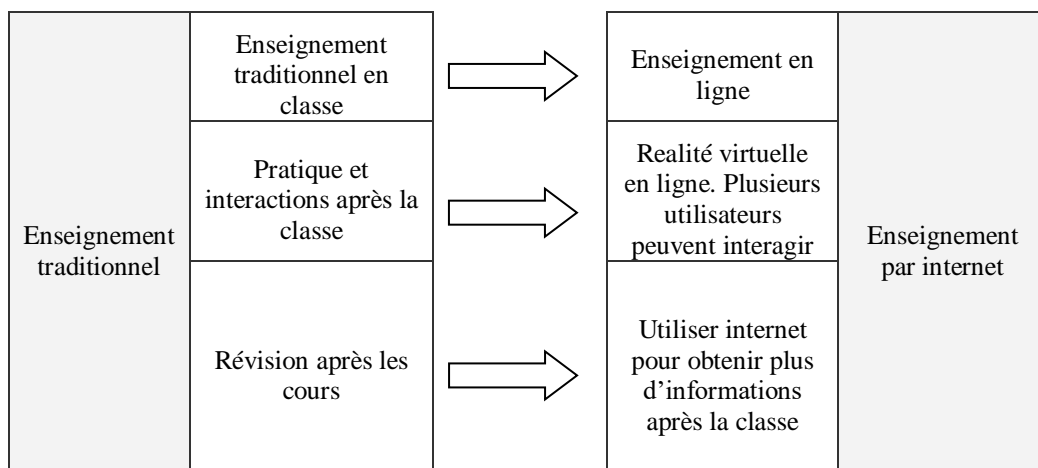 Enseignement
traditionnel
Enseignement
traditionnel en
classe
Enseignement en
ligne
Pratique et
interactions après la
classe
Realité virtuelle
en ligne. Plusieurs
utilisateurs
peuvent interagir
Révision après les
cours
Utiliser internet
pour obtenir plus
d’informations
après la classe
Enseignement
par internet